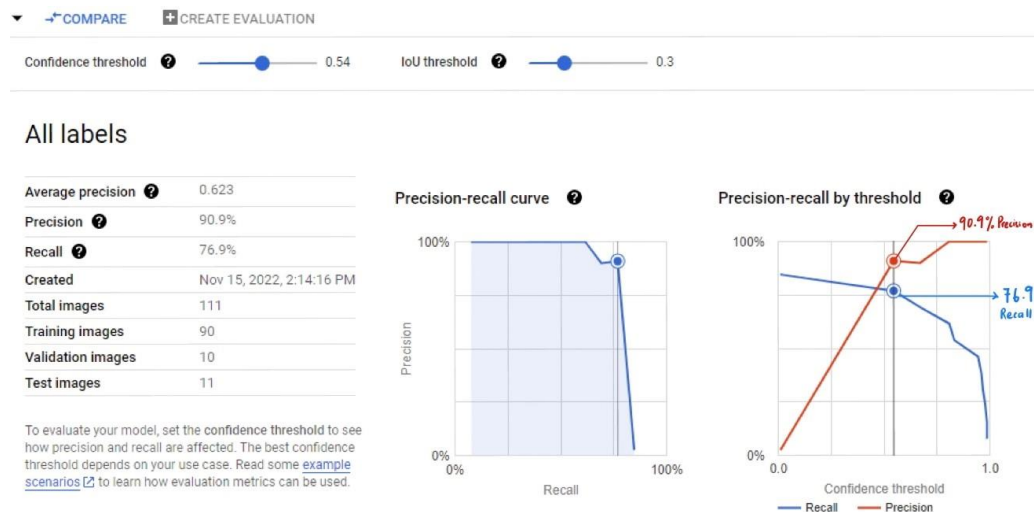 COMPARE
CREATE EVALUATION
Confidence threshold ? 0.54
IoU threshold ? 0.3
All labels
Average precision ? 0.623
Precision ? 90.9%
Recall ? 76.9%
Created Nov 15, 2022, 2:14:16 PM
Total images 111
Training images 90
Validation images 10
Test images 11
To evaluate your model, set the confidence threshold to see
how precision and recall are affected. The best confidence
threshold depends on your use case. Read some example
scenarios to learn how evaluation metrics can be used.
Precision-recall curve ?
100%
Precision
0%
0%
100%
Recall
Precision-recall by threshold ?
90.9% Precision
100%
76.9
Recall
0%
0.0
1.0
Confidence threshold
Recall Precision